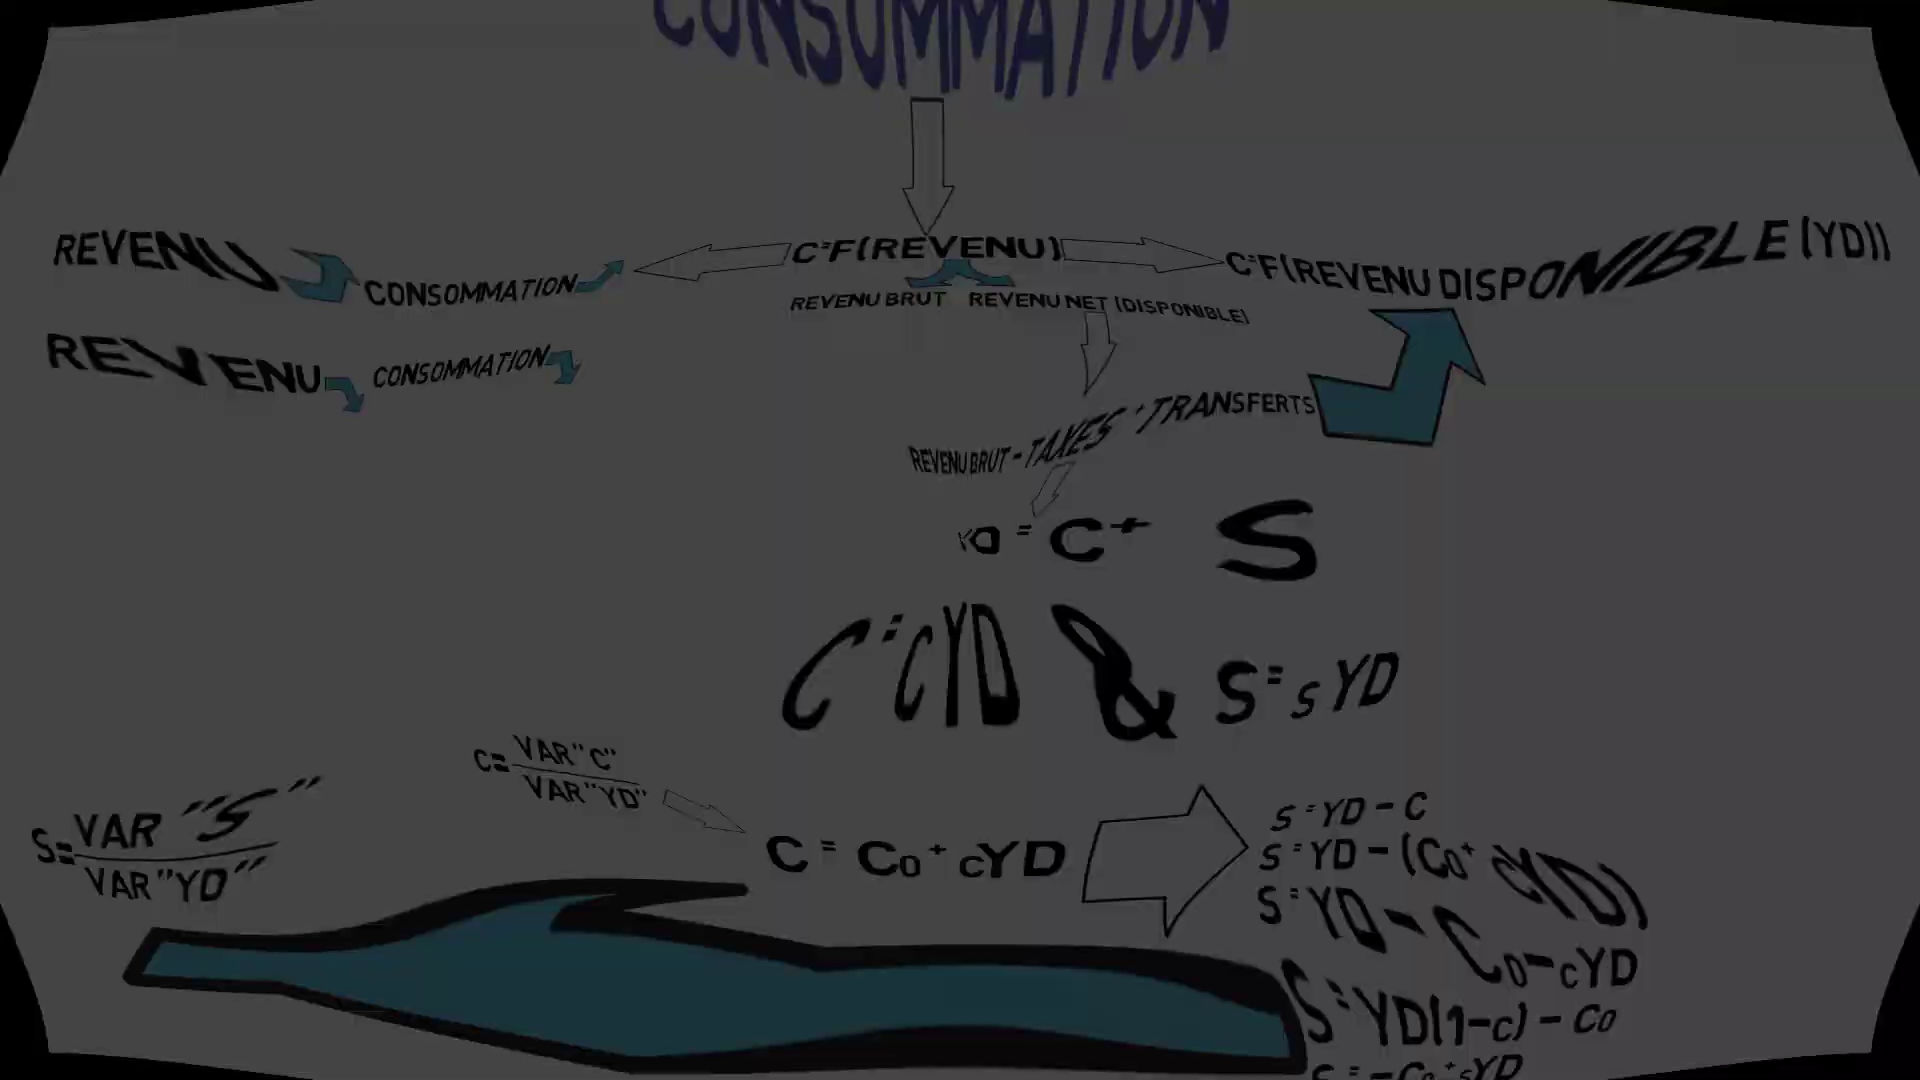 CONSOMMATION
REVENU CONSOMMATION
C=F(REVENU)
C=F(REVENU DISPONIBLE (YD))
REVENU BRUT REVENU NET (DISPONIBLE)
REVENU CONSOMMATION
REVENU BRUT - TAXES + TRANSFERTS
YD = C + S
C = cYD & S = sYD
C= VAR "C"
VAR "YD"
S= VAR "S"
VAR "YD"
C = C0 + cYD
S = YD - C
S = YD - (C0 + cYD)
S = YD - C0 - cYD
S = YD(1-c) - C0
S = -C0 + sYD